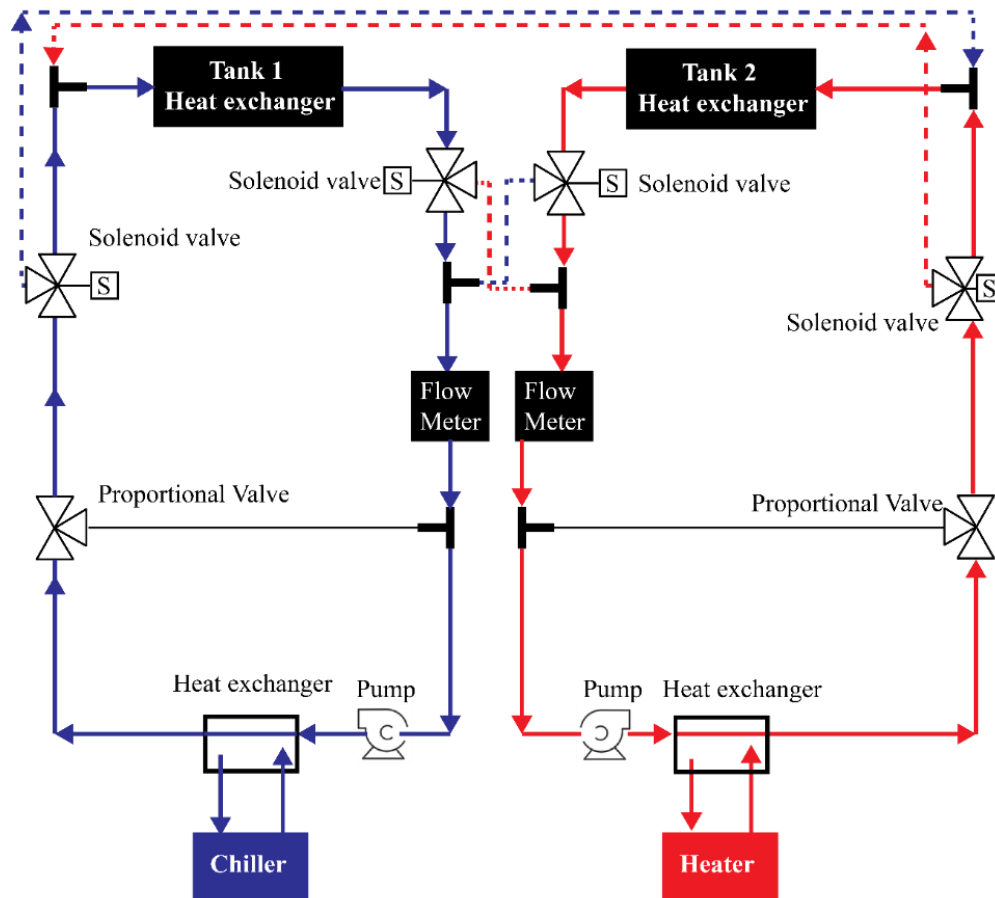 Tank 1
Heat exchanger
Tank 2
Heat exchanger
Solenoid valve
S
S
Solenoid valve
Solenoid valve
S
S
Solenoid valve
Flow
Meter
Flow
Meter
Proportional Valve
Proportional Valve
Heat exchanger
Pump
Pump
Heat exchanger
C
C
Chiller
Heater